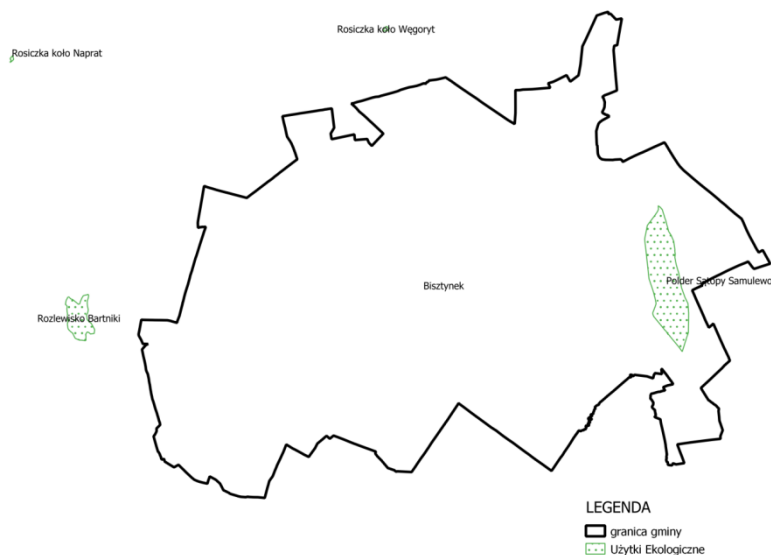 Rosiczka koło Węgoryt
Rosiczka koło Naprat
Polder Sątopy Samulewo
Bisztynek
Rozlewisko Bartniki
LEGENDA
granica gminy
Użytki Ekologiczne